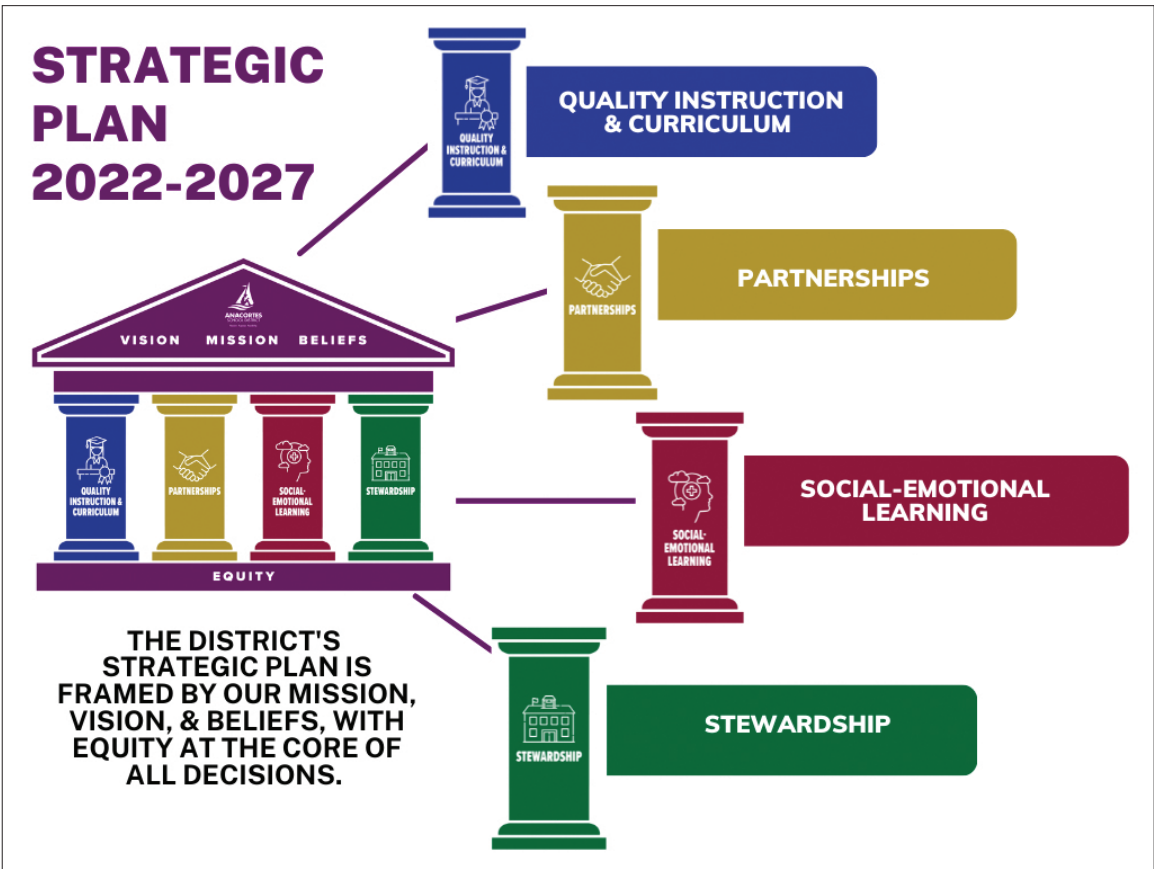 STRATEGIC
PLAN
2022-2027
QUALITY
INSTRUCTION &
CURRICULUM
QUALITY INSTRUCTION
& CURRICULUM
PARTNERSHIPS
PARTNERSHIPS
ANACORTES
SCHOOL DISTRICT
VISION MISSION BELIEFS
QUALITY
INSTRUCTION &
CURRICULUM
PARTNERSHIPS
SOCIAL-
EMOTIONAL
LEARNING
STEWARDSHIP
EQUITY
SOCIAL-
EMOTIONAL
LEARNING
SOCIAL-EMOTIONAL
LEARNING
THE DISTRICT'S
STRATEGIC PLAN IS
FRAMED BY OUR MISSION,
VISION, & BELIEFS, WITH
EQUITY AT THE CORE OF
ALL DECISIONS.
STEWARDSHIP
STEWARDSHIP